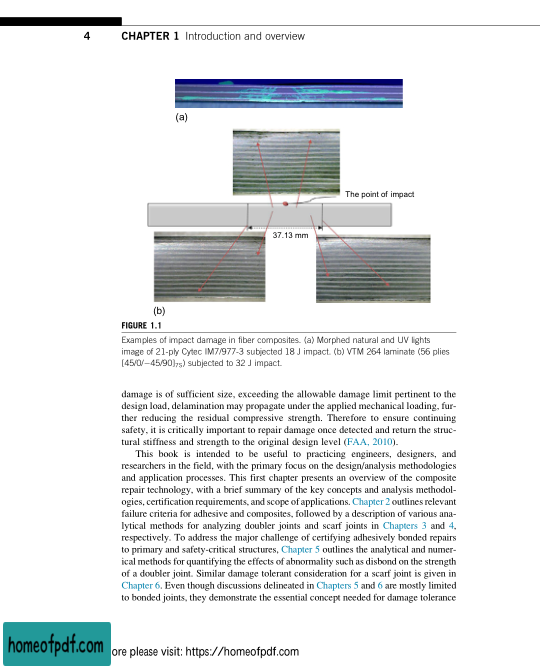 4 CHAPTER 1 Introduction and overview
(a)
The point of impact
37.13 mm
(b)
FIGURE 1.1
Examples of impact damage in fiber composites. (a) Morphed natural and UV lights
image of 21-ply Cytec IM7/977-3 subjected 18 J impact. (b) VTM 264 laminate (56 plies
[45/0/−45/90]7S) subjected to 32 J impact.
damage is of sufficient size, exceeding the allowable damage limit pertinent to the
design load, delamination may propagate under the applied mechanical loading, fur-
ther reducing the residual compressive strength. Therefore to ensure continuing
safety, it is critically important to repair damage once detected and return the struc-
tural stiffness and strength to the original design level (FAA, 2010).
This book is intended to be useful to practicing engineers, designers, and
researchers in the field, with the primary focus on the design/analysis methodologies
and application processes. This first chapter presents an overview of the composite
repair technology, with a brief summary of the key concepts and analysis methodol-
ogies, certification requirements, and scope of applications. Chapter 2 outlines relevant
failure criteria for adhesive and composites, followed by a description of various ana-
lytical methods for analyzing doubler joints and scarf joints in Chapters 3 and 4,
respectively. To address the major challenge of certifying adhesively bonded repairs
to primary and safety-critical structures, Chapter 5 outlines the analytical and numer-
ical methods for quantifying the effects of abnormality such as disbond on the strength
of a doubler joint. Similar damage tolerant consideration for a scarf joint is given in
Chapter 6. Even though discussions delineated in Chapters 5 and 6 are mostly limited
to bonded joints, they demonstrate the essential concept needed for damage tolerance
homeofpdf.com
ore please visit: https://homeofpdf.com